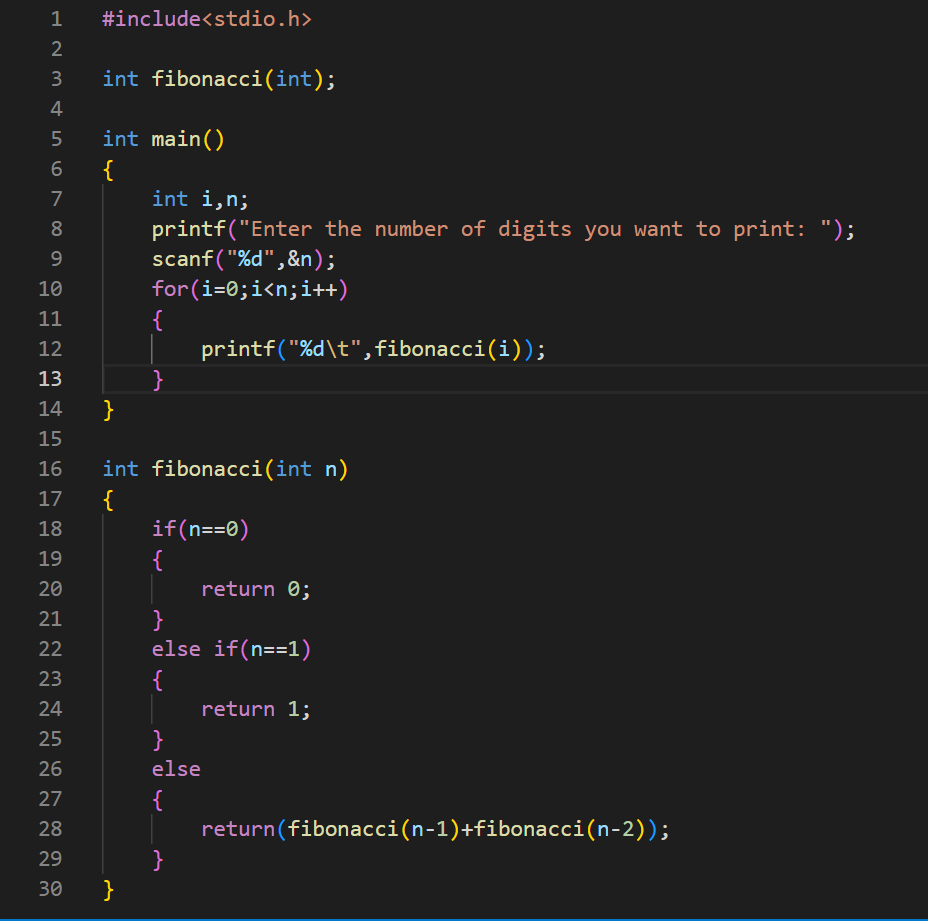 1 #include<stdio.h>
2
3 int fibonacci(int);
4
5 int main()
6 {
7     int i,n;
8     printf("Enter the number of digits you want to print: ");
9     scanf("%d",&n);
10     for(i=0;i<n;i++)
11     {
12         printf("%d\t",fibonacci(i));
13     }
14 }
15
16 int fibonacci(int n)
17 {
18     if(n==0)
19     {
20         return 0;
21     }
22     else if(n==1)
23     {
24         return 1;
25     }
26     else
27     {
28         return(fibonacci(n-1)+fibonacci(n-2));
29     }
30 }